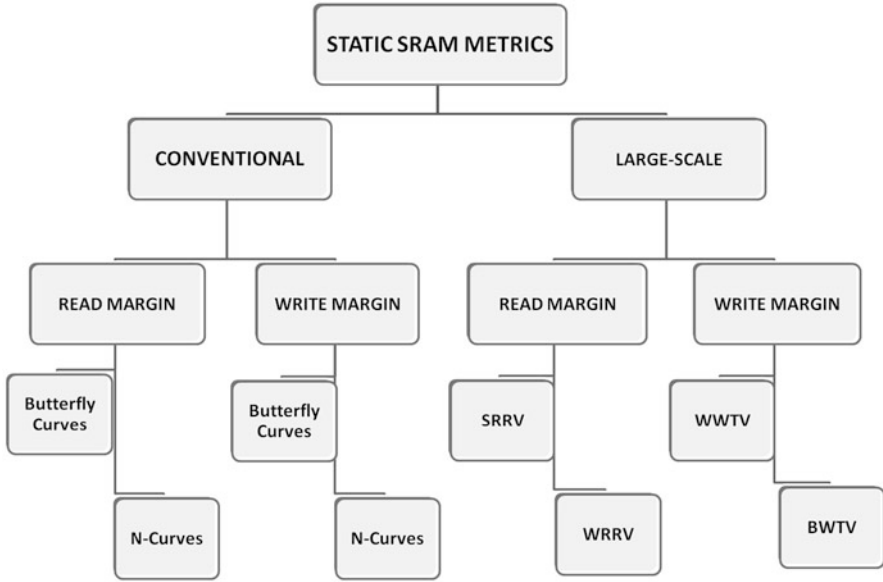 STATIC SRAM METRICS
CONVENTIONAL
LARGE-SCALE
READ MARGIN
WRITE MARGIN
READ MARGIN
WRITE MARGIN
Butterfly
Curves
Butterfly
Curves
SRRV
WWTV
N-Curves
N-Curves
WRRV
BWTV